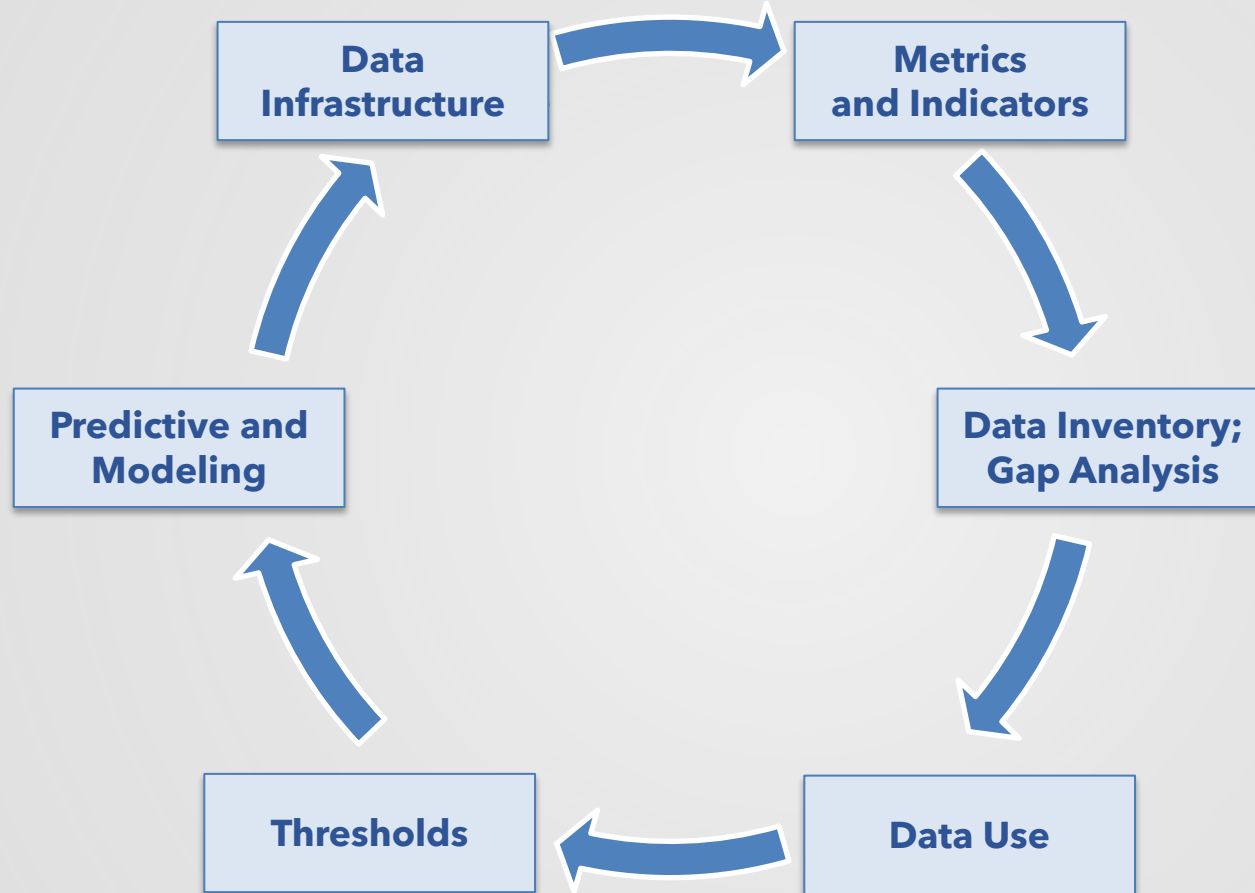 Data
Infrastructure
Metrics
and Indicators
Data Inventory;
Gap Analysis
Data Use
Thresholds
Predictive and
Modeling